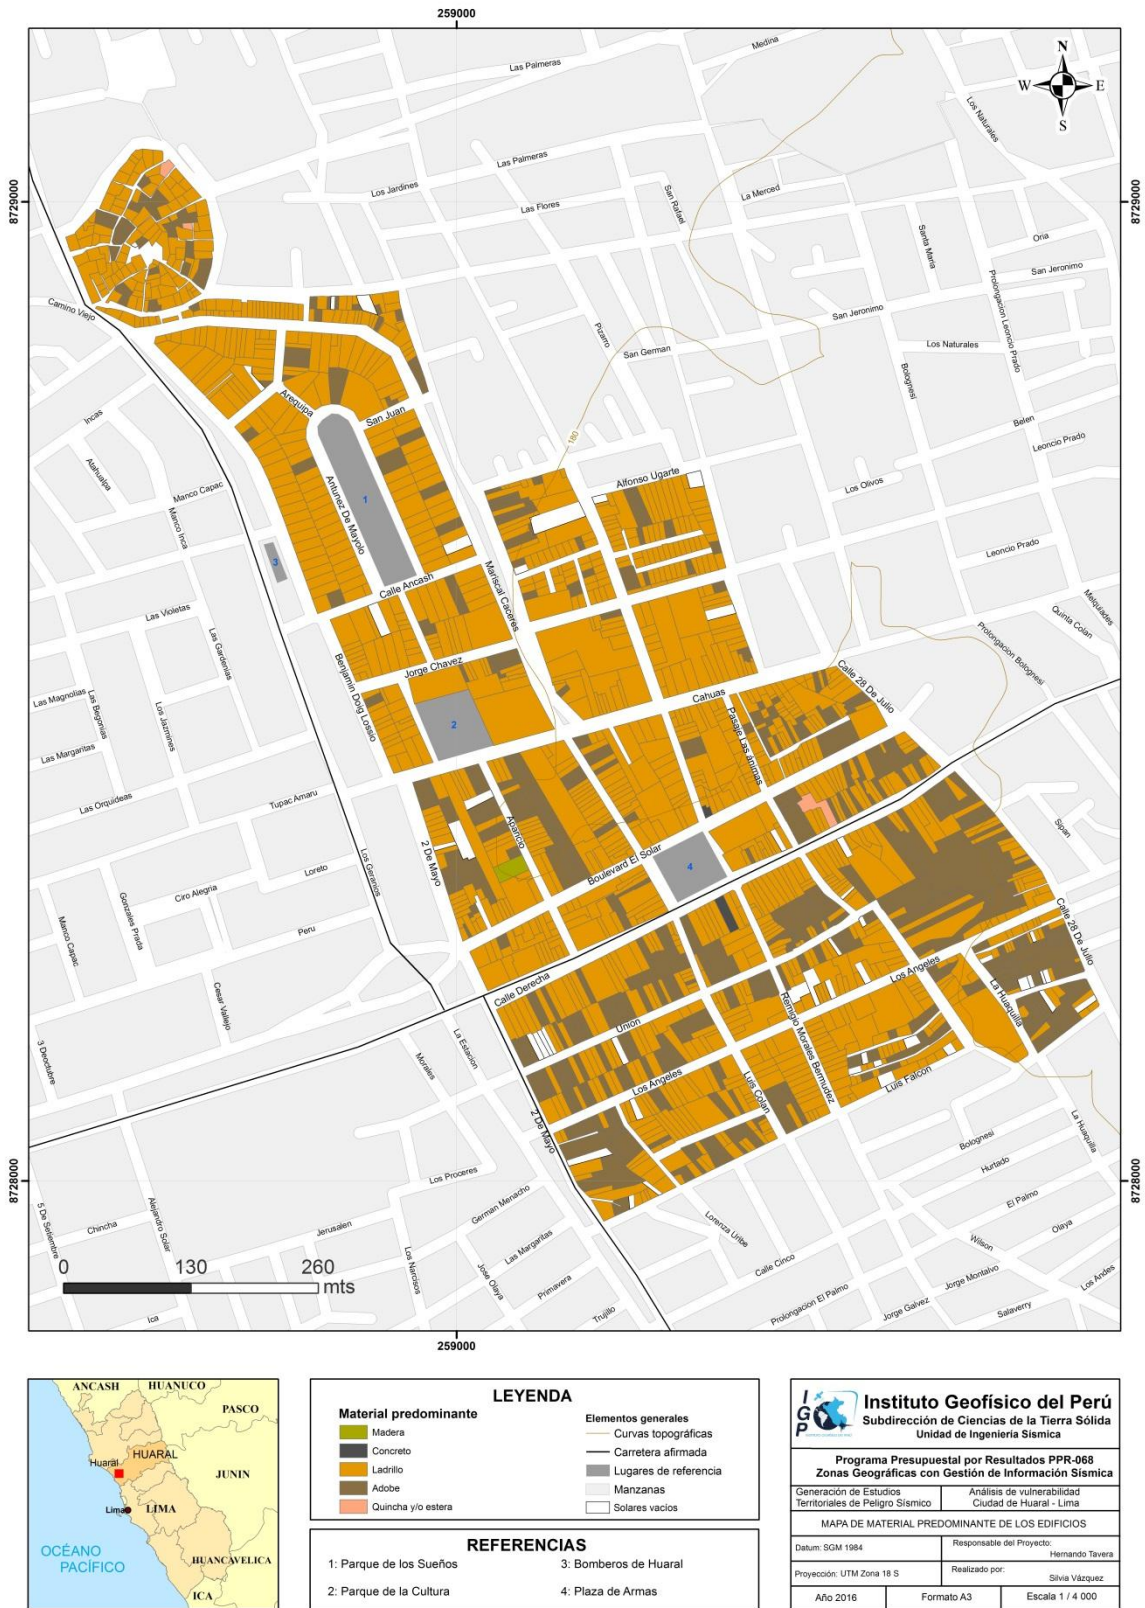 259000
Medina
N
Las Palmeras
W
E
S
Los Naturales
Las Palmeras
Los Jardines
San Rafael
La Merced
8729000
8729000
Las Flores
Santa Maria
Oria
San Jeronimo
Prolongacion Leoncio Prado
Camino Viejo
San Jeronimo
Pizarro
San German
Los Naturales
Bolognesi
Arequipa
San Juan
Incas
Belen
180
Leoncio Prado
Atahualpa
Alfonso Ugarte
Manco Capac
Los Olivos
1
Antunez De Mayolo
Manco Inca
Leoncio Prado
3
Calle Ancash
Mariscal Caceres
Las Violetas
Melquiades
Quinta Colan
Las Gardenias
Prolongacion Bolognesi
Jorge Chavez
Benjamin Doig Lossio
Calle 28 De Julio
Las Magnolias
Las Begonias
Los Jazmines
Cahuas
Pasaje Las animas
2
Las Margaritas
Las Orquideas
Tupac Amaru
Apancio
Sipan
2 De Mayo
Boulevard El Solar
4
Los Geranios
Loreto
Ciro Alegria
Gonzales Prada
Manco Capac
Peru
Calle 28 De Julio
Los Angeles
Calle Derecha
La Huaquilla
Cesar Vallejo
Union
Remigio Morales Bermudez
3 Deoctubre
La Estacion
Morales
Los Angeles
Luis Colan
Luis Falcon
2 De Mayo
La Huaquilla
Bolognesi
Hurtado
8728000
8728000
Los Proceres
German Menacho
El Palmo
5 De Setiembre
Chincha
Alejandro Solar
Jerusalen
Lorenza Uribe
Olaya
Las Margaritas
Wilson
Calle Cinco
Los Narcisos
Jose Olaya
Primavera
Jorge Montalvo
Los Andes
0 130 260
mts
Ica
Trujillo
Prolongacion El Palmo
Jorge Galvez
Salaverry
259000
ANCASH
HUANUCO
PASCO
HUARAL
Huaral
JUNIN
Lima
LIMA
OCÉANO
PACÍFICO
HUANCAVELICA
ICA
LEYENDA
Material predominante
Madera
Concreto
Ladrillo
Adobe
Quincha y/o estera
Elementos generales
Curvas topográficas
Carretera afirmada
Lugares de referencia
Manzanas
Solares vacios
REFERENCIAS
1: Parque de los Sueños
3: Bomberos de Huaral
2: Parque de la Cultura
4: Plaza de Armas
IGP
Instituto Geofísico del Perú
Subdirección de Ciencias de la Tierra Sólida
Unidad de Ingeniería Sísmica
Programa Presupuestal por Resultados PPR-068
Zonas Geográficas con Gestión de Información Sísmica
Generación de Estudios
Territoriales de Peligro Sísmico
Análisis de vulnerabilidad
Ciudad de Huaral - Lima
MAPA DE MATERIAL PREDOMINANTE DE LOS EDIFICIOS
Datum: SGM 1984
Responsable del Proyecto:
Hernando Tavera
Proyección: UTM Zona 18 S
Realizado por:
Silvia Vázquez
Año 2016
Formato A3
Escala 1 / 4 000